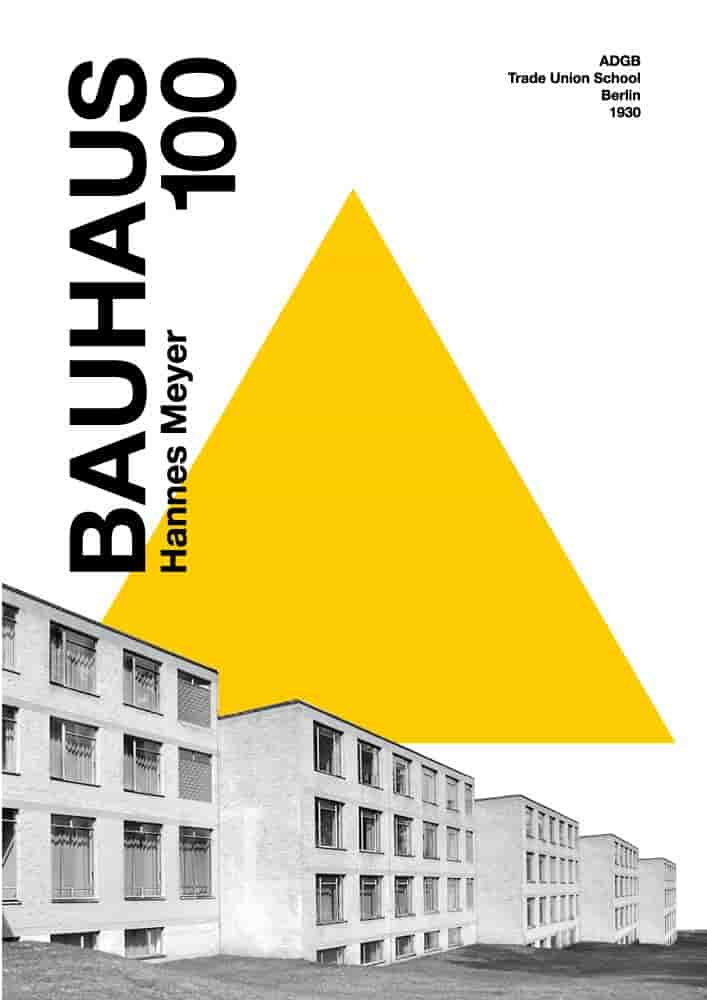 BAUHAUS
100
Hannes Meyer
ADGB
Trade Union School
Berlin
1930